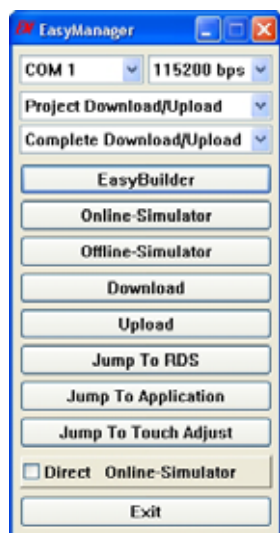 EM EasyManager
COM 1 115200 bps
Project Download/Upload
Complete Download/Upload
EasyBuilder
Online-Simulator
Offline-Simulator
Download
Upload
Jump To RDS
Jump To Application
Jump To Touch Adjust
Direct Online-Simulator
Exit